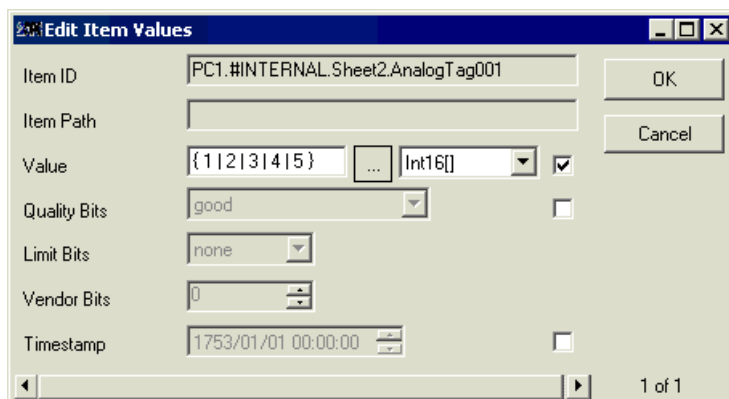 Edit Item Values
Item ID PC1.#INTERNAL.Sheet2.AnalogTag001 OK
Item Path Cancel
Value {1|2|3|4|5} ... Int16[]
Quality Bits good
Limit Bits none
Vendor Bits 0
Timestamp 1753/01/01 00:00:00
1 of 1